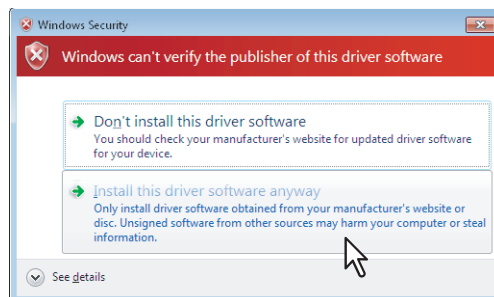 Windows Security
Windows can't verify the publisher of this driver software
Don't install this driver software
You should check your manufacturer's website for updated driver software
for your device.
Install this driver software anyway
Only install driver software obtained from your manufacturer's website or
disc. Unsigned software from other sources may harm your computer or steal
information.
See details